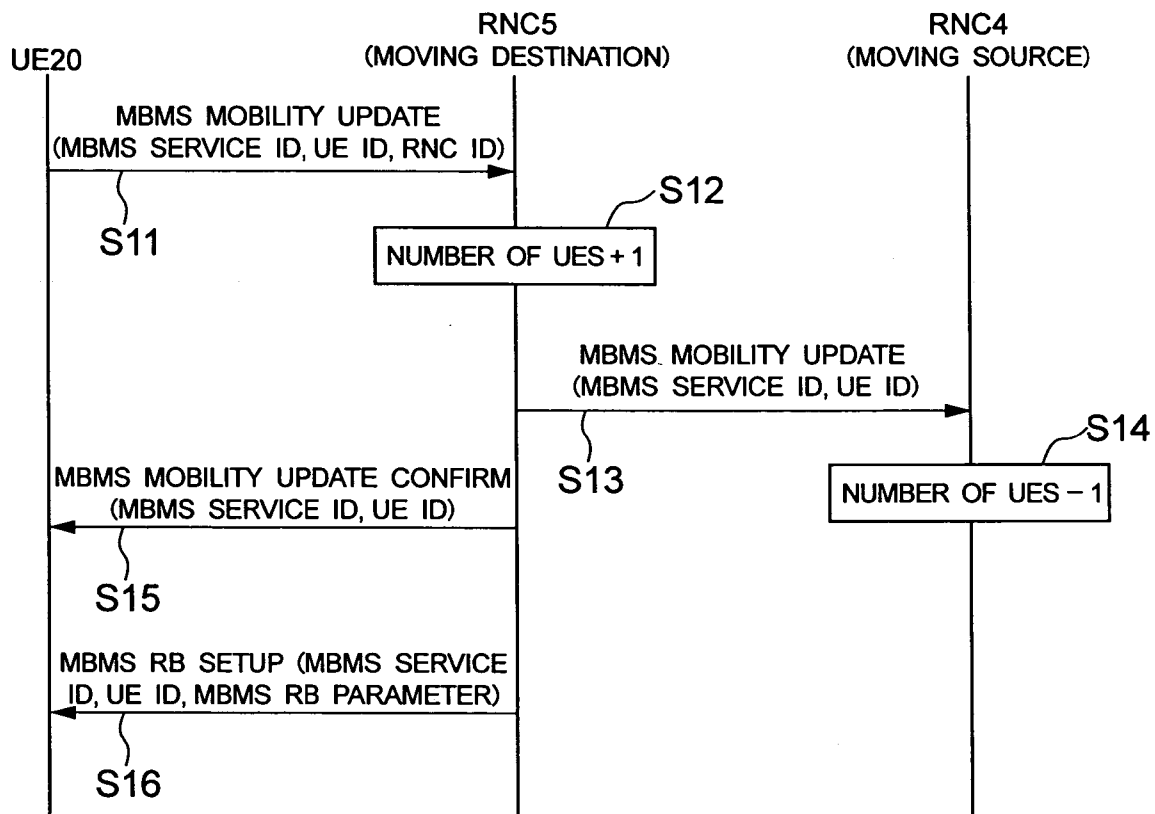 UE20
RNC5
(MOVING DESTINATION)
RNC4
(MOVING SOURCE)
MBMS MOBILITY UPDATE
(MBMS SERVICE ID, UE ID, RNC ID)
S11
S12
NUMBER OF UES + 1
MBMS MOBILITY UPDATE
(MBMS SERVICE ID, UE ID)
S13
S14
NUMBER OF UES - 1
MBMS MOBILITY UPDATE CONFIRM
(MBMS SERVICE ID, UE ID)
S15
MBMS RB SETUP (MBMS SERVICE
ID, UE ID, MBMS RB PARAMETER)
S16